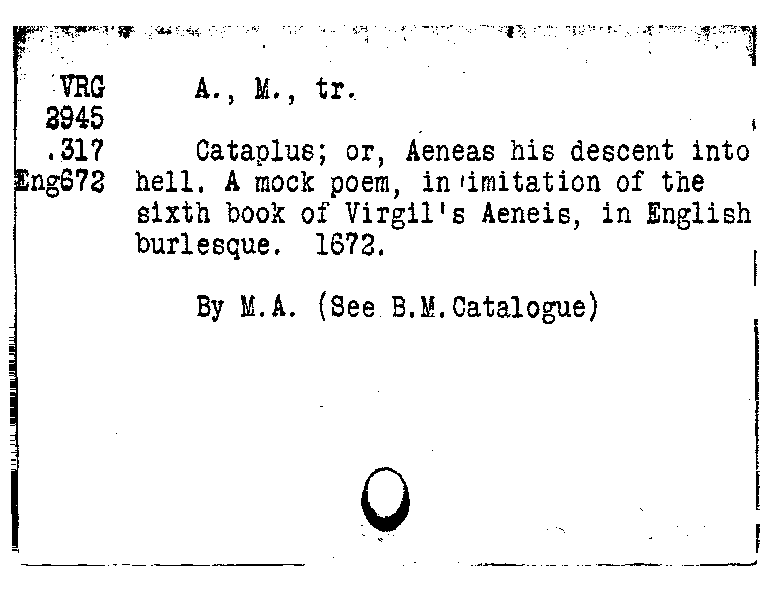 VRG A., M., tr.
2945
.317 Cataplus; or, Aeneas his descent into
Eng672 hell. A mock poem, in imitation of the
sixth book of Virgil's Aeneis, in English
burlesque. 1672.
By M.A. (See B.M.Catalogue)